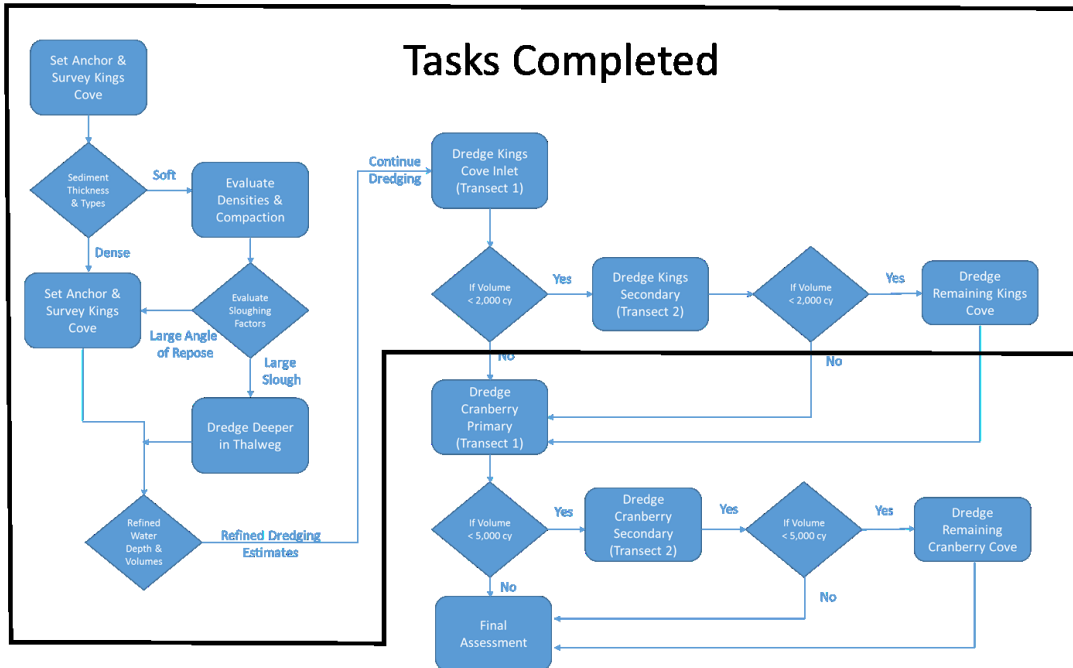 Tasks Completed
Set Anchor &
Survey Kings
Cove
Sediment
Thickness
& Types
Soft
Evaluate
Densities &
Compaction
Dense
Set Anchor &
Survey Kings
Cove
Evaluate
Sloughing
Factors
Large Angle
of Repose
Large
Slough
Dredge Deeper
in Thalweg
Refined
Water
Depth &
Volumes
Refined Dredging
Estimates
Continue
Dredging
Dredge Kings
Cove Inlet
(Transect 1)
If Volume
< 2,000 cy
Yes
Dredge Kings
Secondary
(Transect 2)
If Volume
< 2,000 cy
Yes
Dredge
Remaining Kings
Cove
No
No
Dredge
Cranberry
Primary
(Transect 1)
If Volume
< 5,000 cy
Yes
Dredge
Cranberry
Secondary
(Transect 2)
Yes
If Volume
< 5,000 cy
Yes
Dredge
Remaining
Cranberry Cove
No
No
Final
Assessment